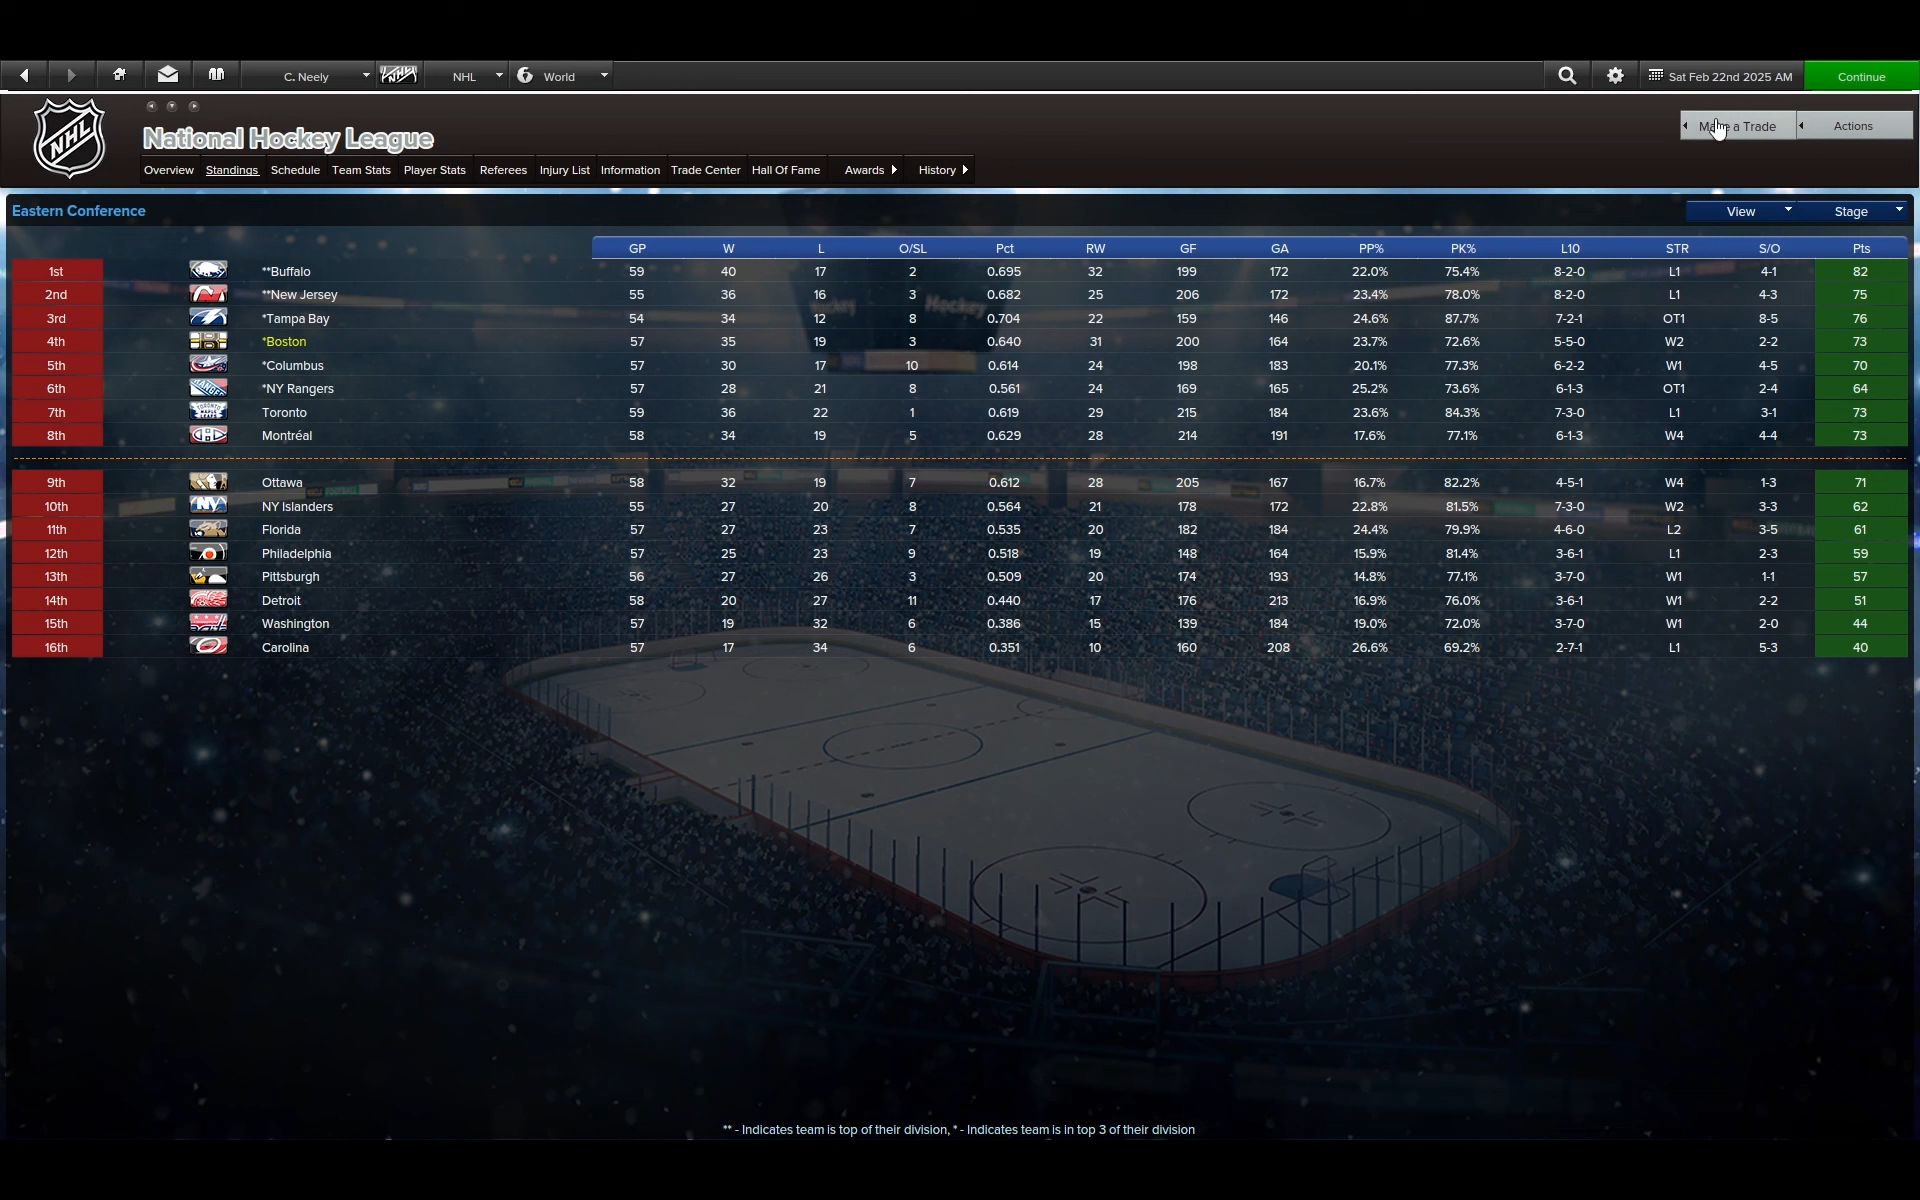 C. Neely NHL World Sat Feb 22nd 2025 AM Continue
National Hockey League
Make a Trade Actions
Overview Standings Schedule Team Stats Player Stats Referees Injury List Information Trade Center Hall Of Fame Awards History
Eastern Conference View Stage
GP W L O/SL Pct RW GF GA PP% PK% L10 STR S/O Pts
1st **Buffalo 59 40 17 2 0.695 32 199 172 22.0% 75.4% 8-2-0 L1 4-1 82
2nd **New Jersey 55 36 16 3 0.682 25 206 172 23.4% 78.0% 8-2-0 L1 4-3 75
3rd *Tampa Bay 54 34 12 8 0.704 22 159 146 24.6% 87.7% 7-2-1 OT1 8-5 76
4th *Boston 57 35 19 3 0.640 31 200 164 23.7% 72.6% 5-5-0 W2 2-2 73
5th *Columbus 57 30 17 10 0.614 24 198 183 20.1% 77.3% 6-2-2 W1 4-5 70
6th *NY Rangers 57 28 21 8 0.561 24 169 165 25.2% 73.6% 6-1-3 OT1 2-4 64
7th Toronto 59 36 22 1 0.619 29 215 184 23.6% 84.3% 7-3-0 L1 3-1 73
8th Montréal 58 34 19 5 0.629 28 214 191 17.6% 77.1% 6-1-3 W4 4-4 73
9th Ottawa 58 32 19 7 0.612 28 205 167 16.7% 82.2% 4-5-1 W4 1-3 71
10th NY Islanders 55 27 20 8 0.564 21 178 172 22.8% 81.5% 7-3-0 W2 3-3 62
11th Florida 57 27 23 7 0.535 20 182 184 24.4% 79.9% 4-6-0 L2 3-5 61
12th Philadelphia 57 25 23 9 0.518 19 148 164 15.9% 81.4% 3-6-1 L1 2-3 59
13th Pittsburgh 56 27 26 3 0.509 20 174 193 14.8% 77.1% 3-7-0 W1 1-1 57
14th Detroit 58 20 27 11 0.440 17 176 213 16.9% 76.0% 3-6-1 W1 2-2 51
15th Washington 57 19 32 6 0.386 15 139 184 19.0% 72.0% 3-7-0 W1 2-0 44
16th Carolina 57 17 34 6 0.351 10 160 208 26.6% 69.2% 2-7-1 L1 5-3 40
** - Indicates team is top of their division, * - Indicates team is in top 3 of their division